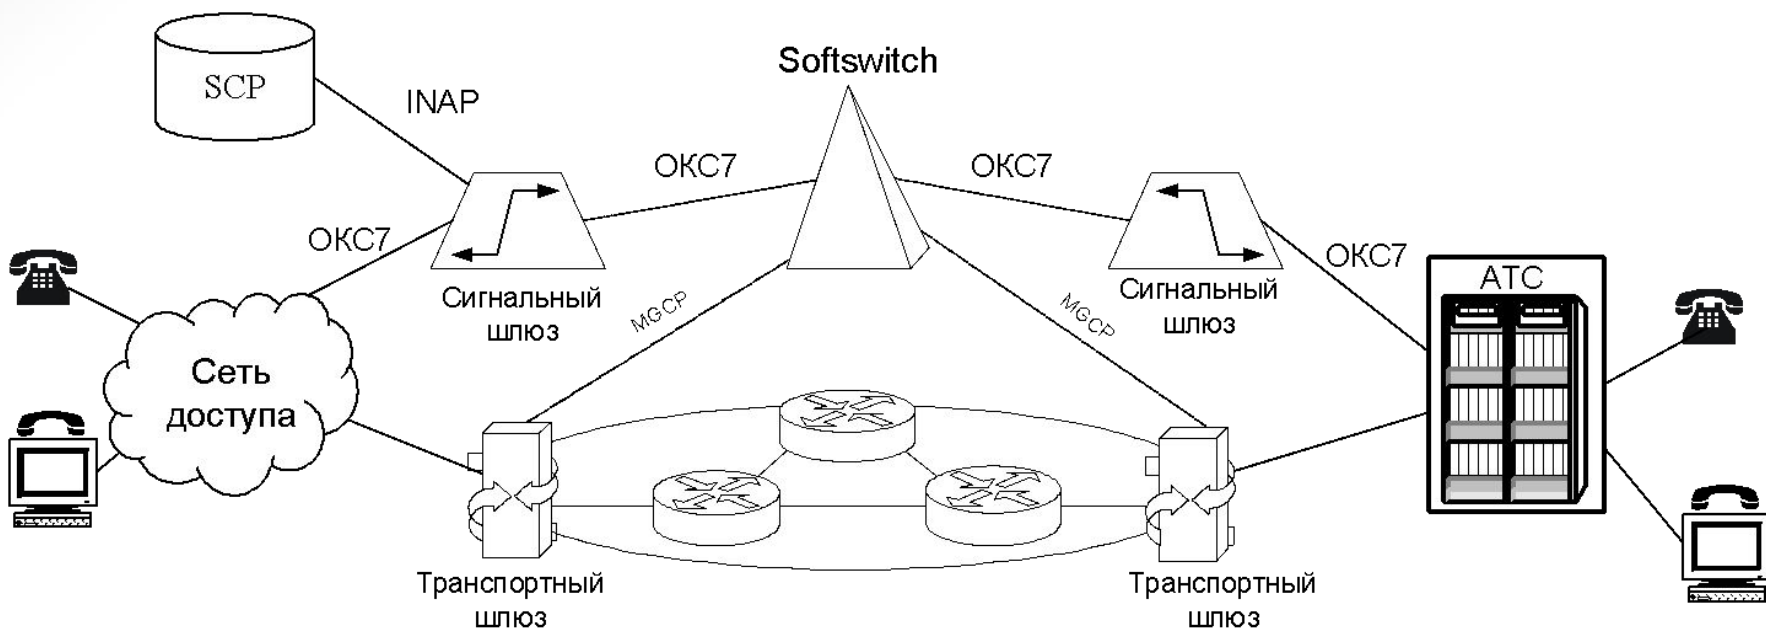 Softswitch
SCP
INAP
ОКС7
ОКС7
ОКС7
ОКС7
АТС
Сигнальный
шлюз
Сигнальный
шлюз
MGCP
MGCP
Сеть
доступа
Транспортный
шлюз
Транспортный
шлюз